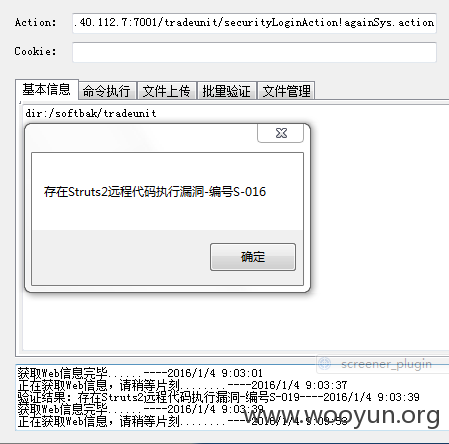 Action: .40.112.7:7001/tradeunit/securityLoginAction!againSys.action
Cookie:
基本信息 命令执行 文件上传 批量验证 文件管理
dir:/softbak/tradeunit
存在Struts2远程代码执行漏洞-编号S-016
确定
screener_plugin
获取Web信息完毕......----2016/1/4 9:03:01
正在获取Web信息，请稍等片刻........----2016/1/4 9:03:37
验证结果：存在Struts2远程代码执行漏洞-编号S-019----2016/1/4 9:03:39
获取Web信息完毕......----2016/1/4 9:03:39
正在获取Web信息，请稍等片刻........----2016/1/4 9:09:53
www.wooyun.org